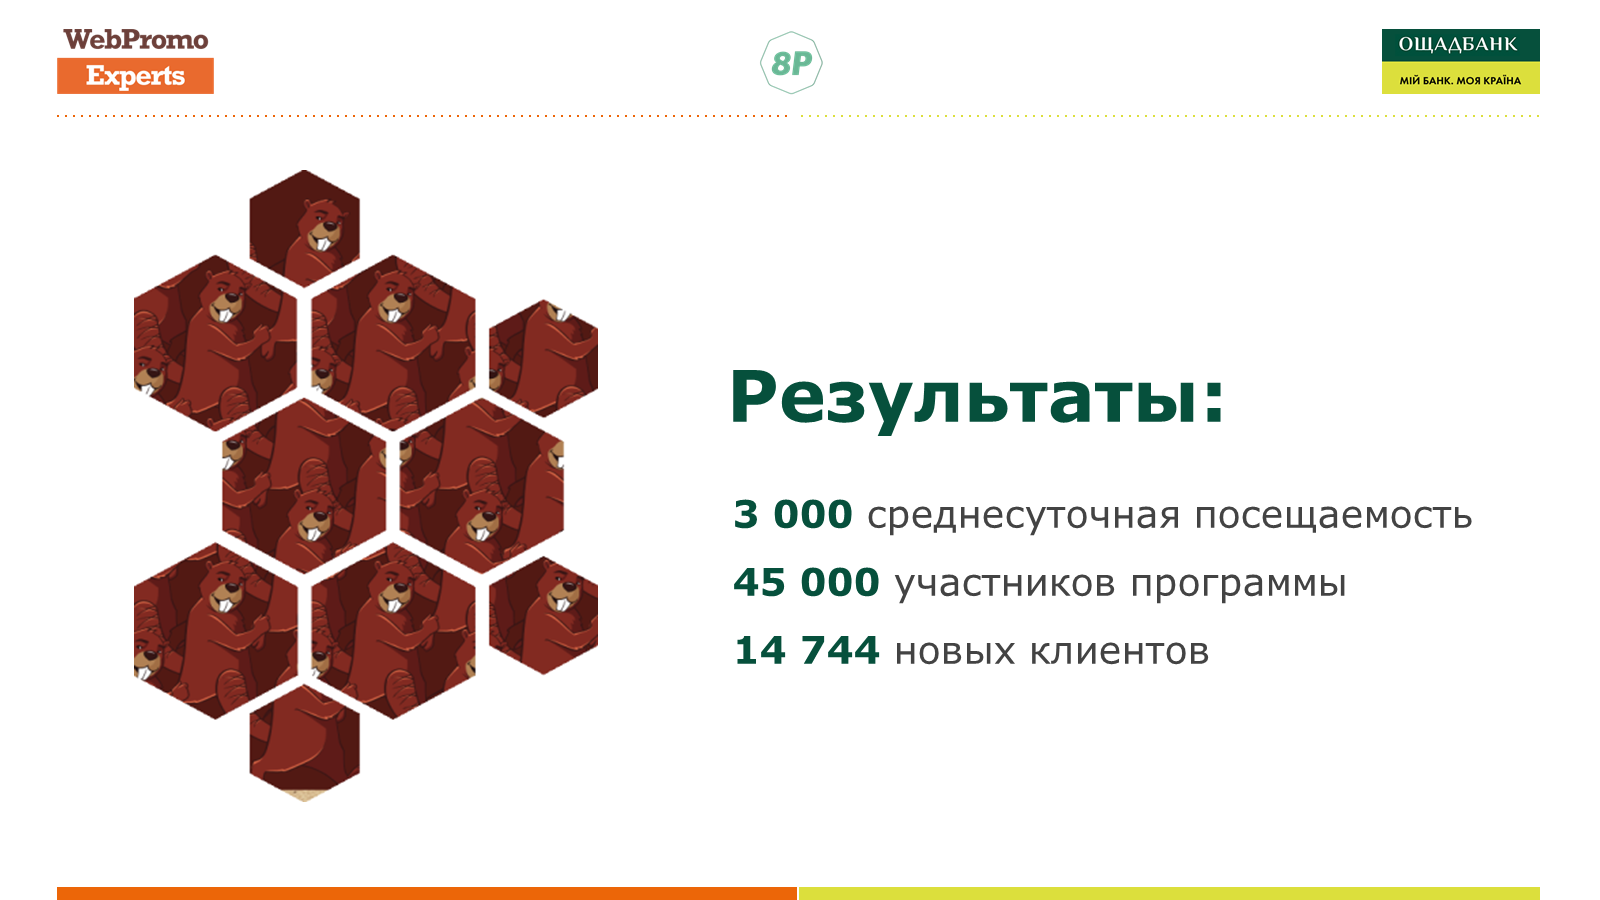 WebPromo
Experts
8P
ОЩАДБАНК
МІЙ БАНК. МОЯ КРАЇНА
Результаты:
3 000 среднесуточная посещаемость
45 000 участников программы
14 744 новых клиентов